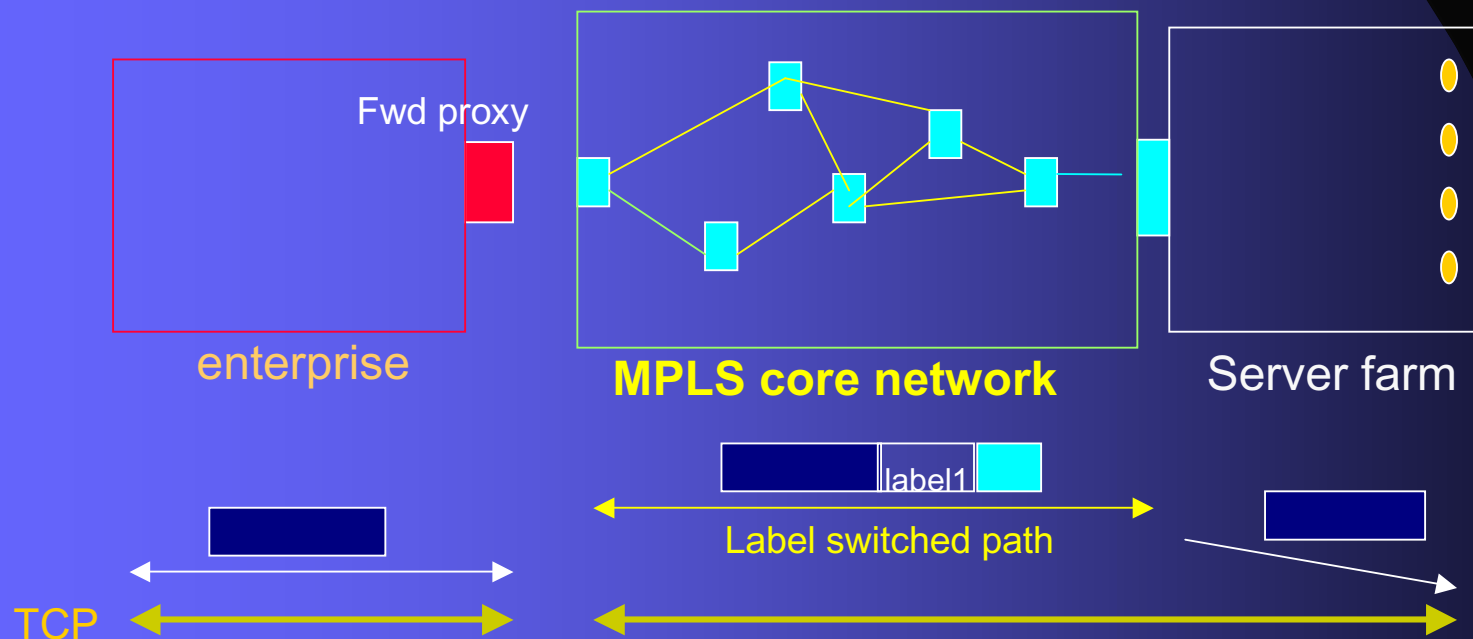 Fwd proxy
enterprise
MPLS core network
Server farm
label1
Label switched path
TCP